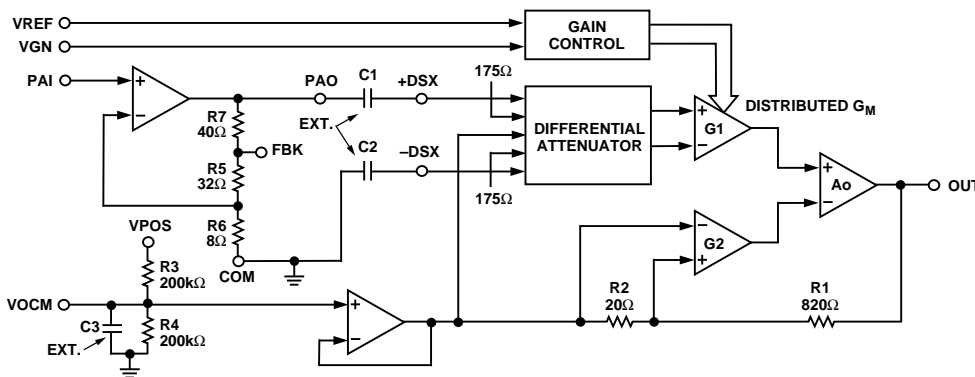 VREF
VGN
GAIN
CONTROL
PAI
PAO
C1
+DSX
175Ω
DISTRIBUTED GM
+
−
R7
40Ω
EXT.
DIFFERENTIAL
ATTENUATOR
+
G1
−
FBK
C2
−DSX
R5
32Ω
+
Ao
−
OUT
175Ω
VPOS
R6
8Ω
−
G2
+
COM
R3
200kΩ
R2
20Ω
R1
820Ω
VOCM
+
−
C3
EXT.
R4
200kΩ